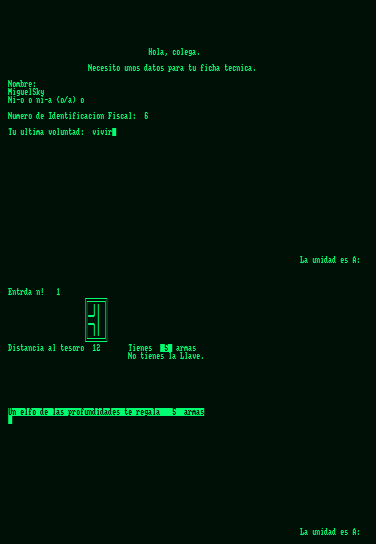 Hola, colega.
Necesito unos datos para tu ficha tecnica.
Nombre:
MiguelSky
Ni-o o ni-a (o/a) o
Numero de Identificacion Fiscal: 6
Tu ultima voluntad: vivir
La unidad es A:
Entrda n! 1
Distancia al tesoro 12 Tienes 5 armas
No tienes la Llave.
Un elfo de las profundidades te regala 5 armas
La unidad es A: